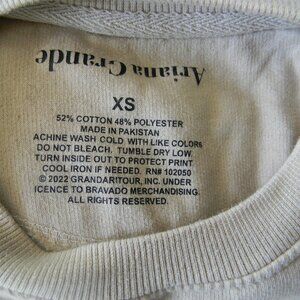 Ariana Grande
XS
52% COTTON 48% POLYESTER
MADE IN PAKISTAN
ACHINE WASH COLD WITH LIKE COLORS
DO NOT BLEACH. TUMBLE DRY LOW.
TURN INSIDE OUT TO PROTECT PRINT.
COOL IRON IF NEEDED. RN# 102050
© 2022 GRANDARITOUR, INC. UNDER
ICENCE TO BRAVADO MERCHANDISING.
ALL RIGHTS RESERVED.